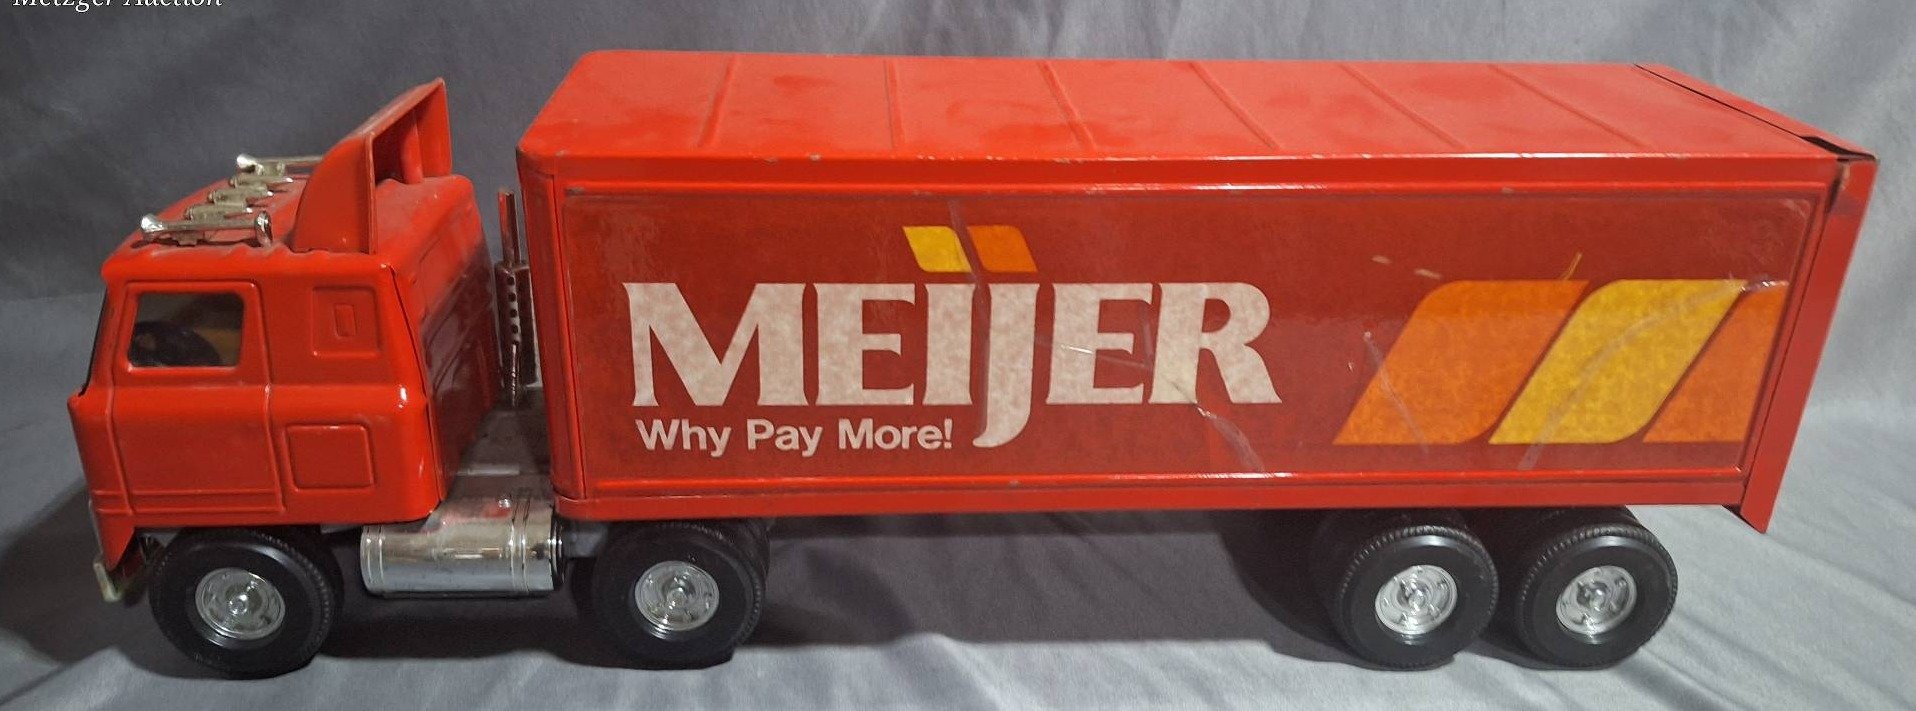 Metzger Auction
MEIJER
Why Pay More!